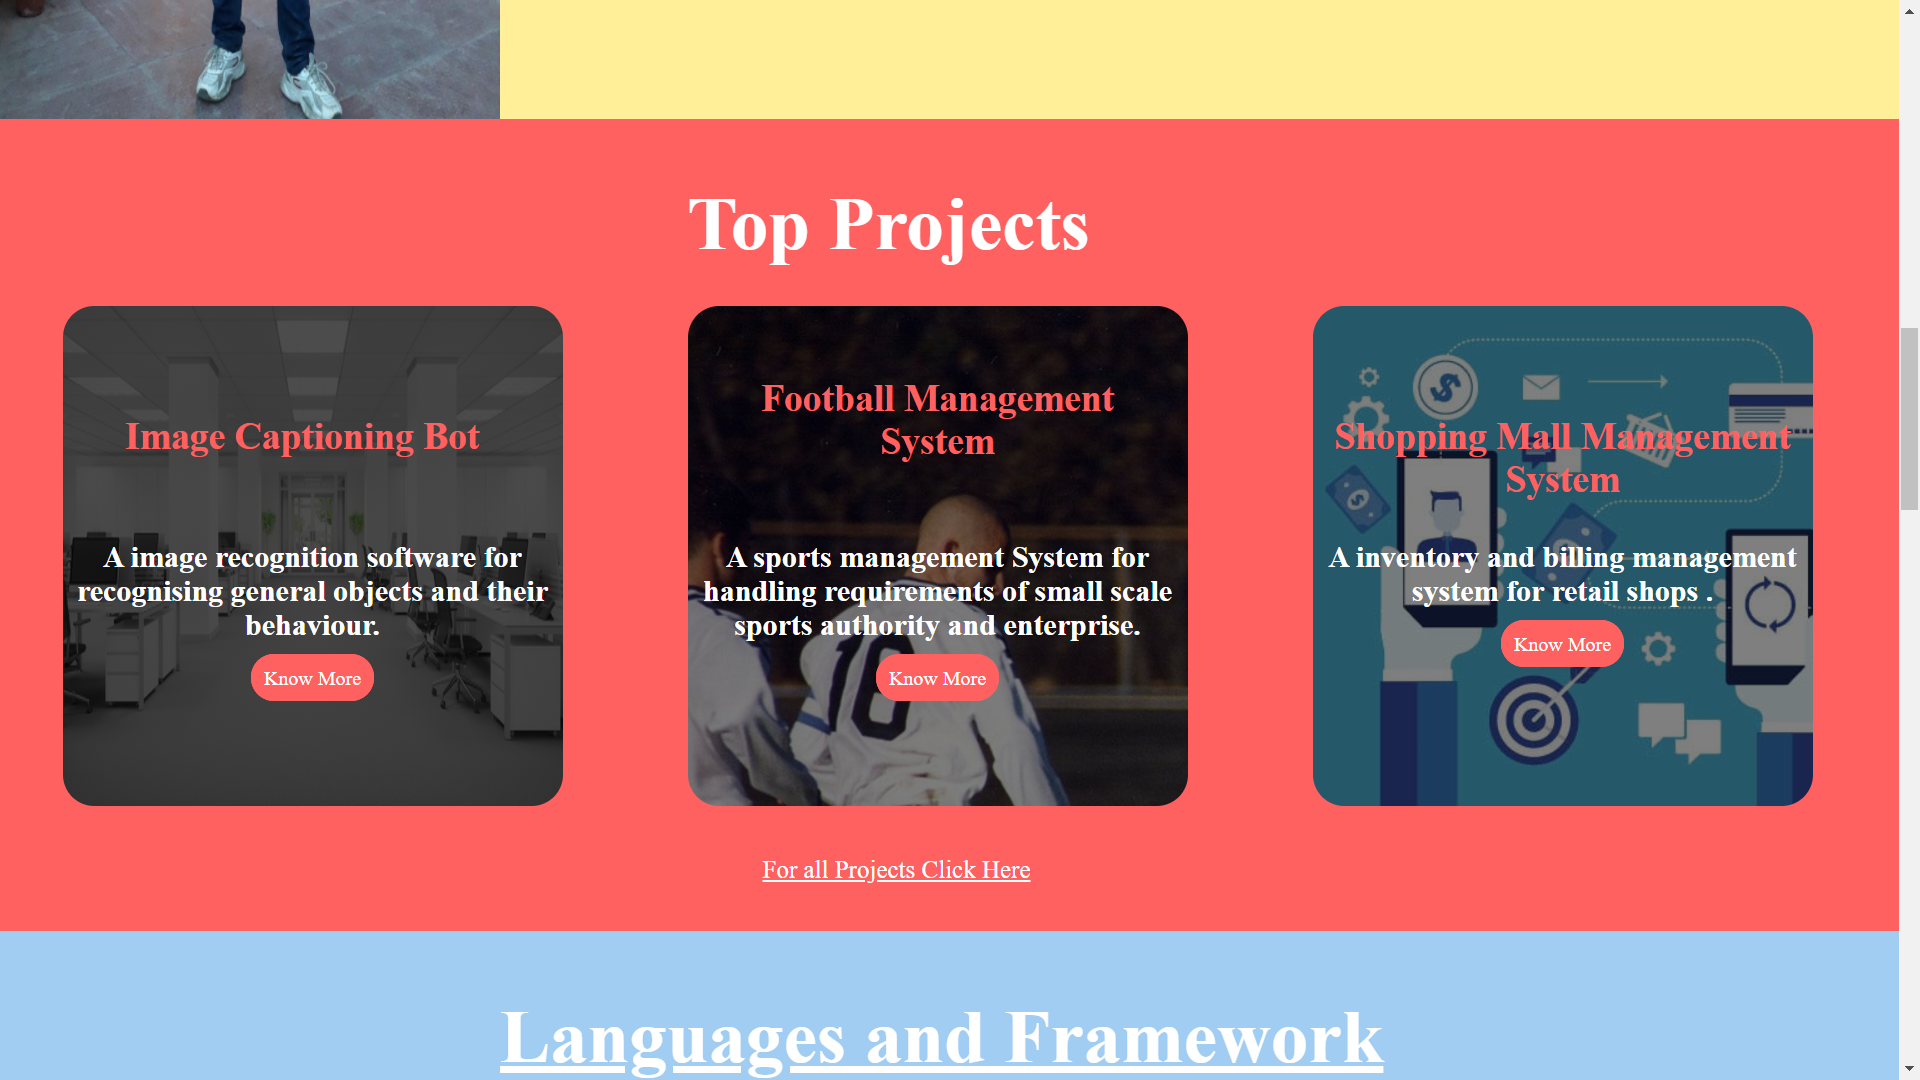 Top Projects
Image Captioning Bot
A image recognition software for
recognising general objects and their
behaviour.
Know More
Football Management
System
A sports management System for
handling requirements of small scale
sports authority and enterprise.
10
Know More
Shopping Mall Management
System
A inventory and billing management
system for retail shops .
Know More
For all Projects Click Here
Languages and Framework